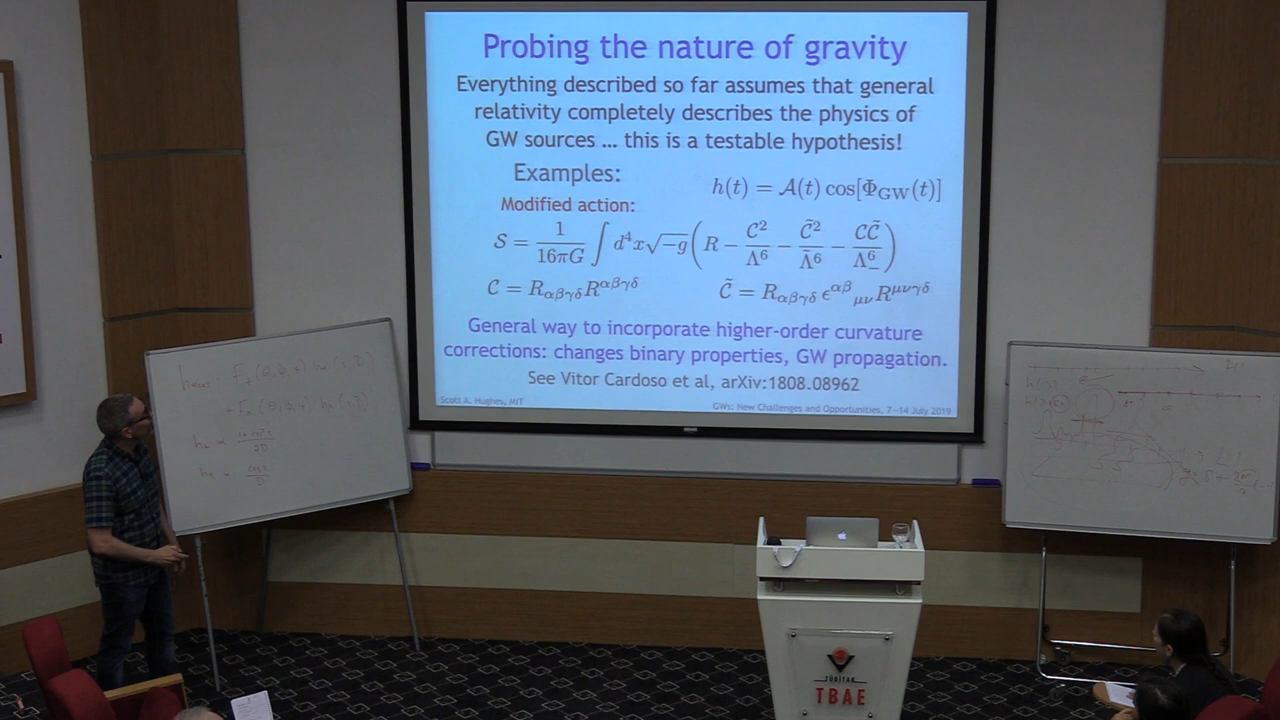 Probing the nature of gravity
Everything described so far assumes that general
relativity completely describes the physics of
GW sources ... this is a testable hypothesis!
Examples:
h(t) = 𝒜(t) cos[Φ_GW(t)]
Modified action:
𝒮 = 1/16πG ∫ d⁴x√−g (R − 𝒞²/Λ⁶ − 𝒞̃²/Λ̃⁶ − 𝒞𝒞̃/Λ₋⁶)
𝒞 = R_αβγδ R^αβγδ
𝒞̃ = R_αβγδ ϵ^αβ_μν R^μνγδ
General way to incorporate higher-order curvature
corrections: changes binary properties, GW propagation.
See Vitor Cardoso et al, arXiv:1808.08962
Scott A. Hughes, MIT
GWs: New Challenges and Opportunities, 7−14 July 2019
TÜBİTAK
TBAE